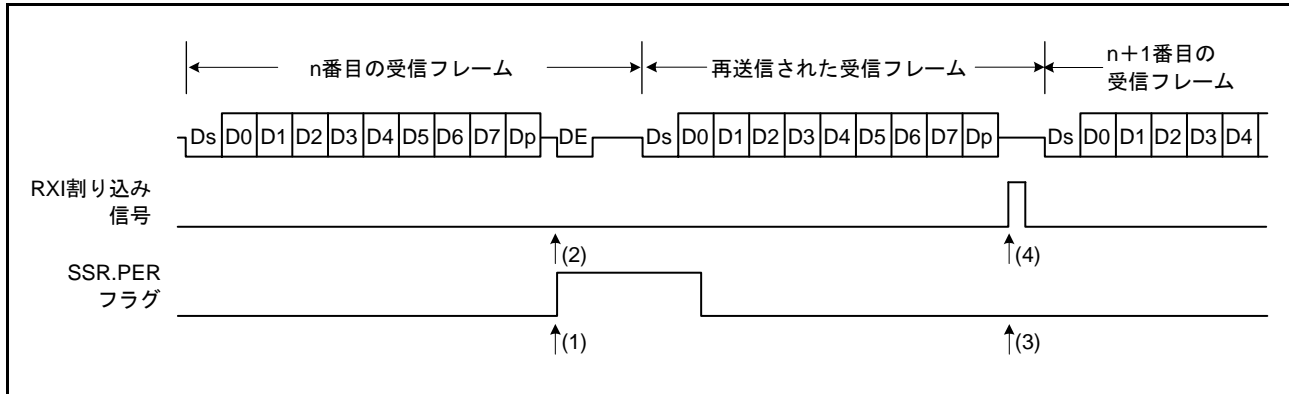 n番目の受信フレーム
再送信された受信フレーム
n＋1番目の
受信フレーム
Ds D0 D1 D2 D3 D4 D5 D6 D7 Dp DE Ds D0 D1 D2 D3 D4 D5 D6 D7 Dp Ds D0 D1 D2 D3 D4
RXI割り込み
信号
(2)
(4)
SSR.PER
フラグ
(1)
(3)